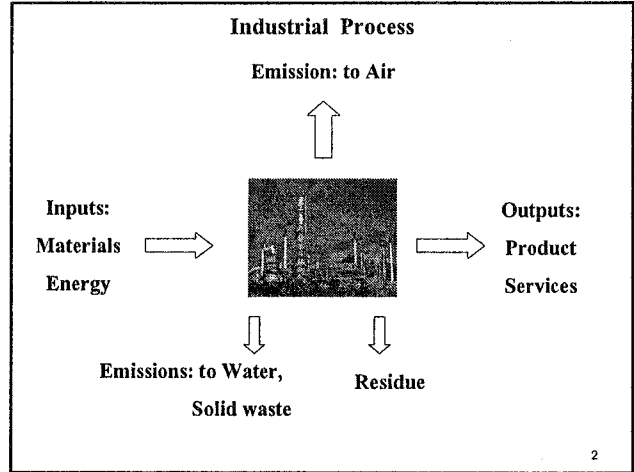 Industrial Process
Emission: to Air
Inputs:
Materials
Energy
Outputs:
Product
Services
Emissions: to Water,
Solid waste
Residue
2